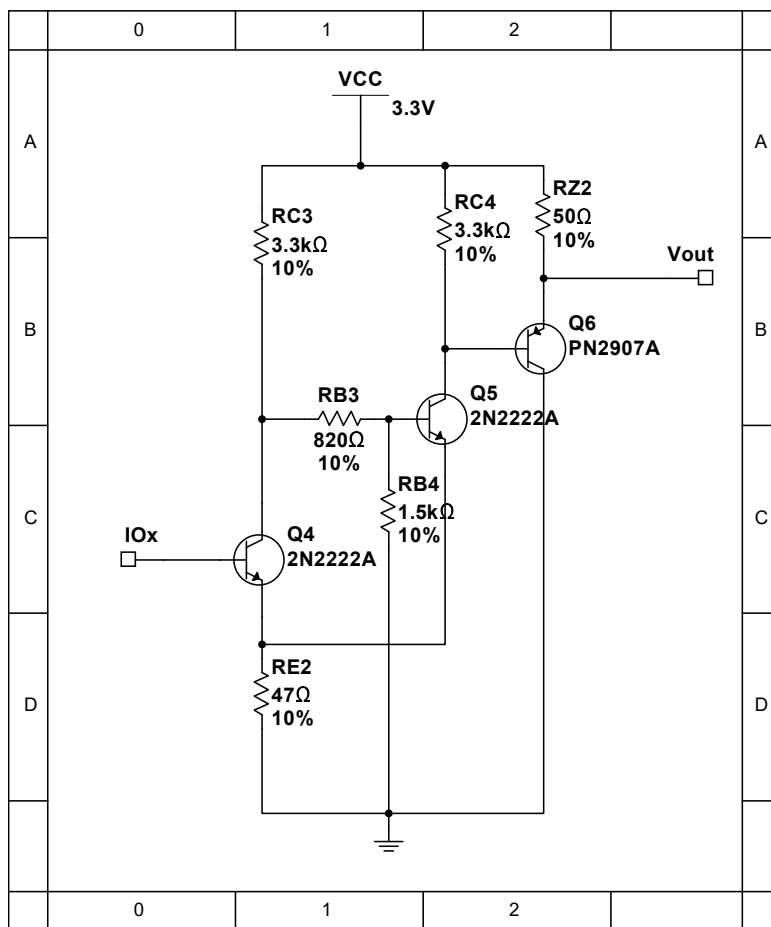 0 1 2
VCC
3.3V
A A
RC3
3.3kΩ
10%
RC4
3.3kΩ
10%
RZ2
50Ω
10%
Vout
B B
Q6
PN2907A
RB3
820Ω
10%
Q5
2N2222A
RB4
1.5kΩ
10%
C C
IOx
Q4
2N2222A
RE2
47Ω
10%
D D
0 1 2